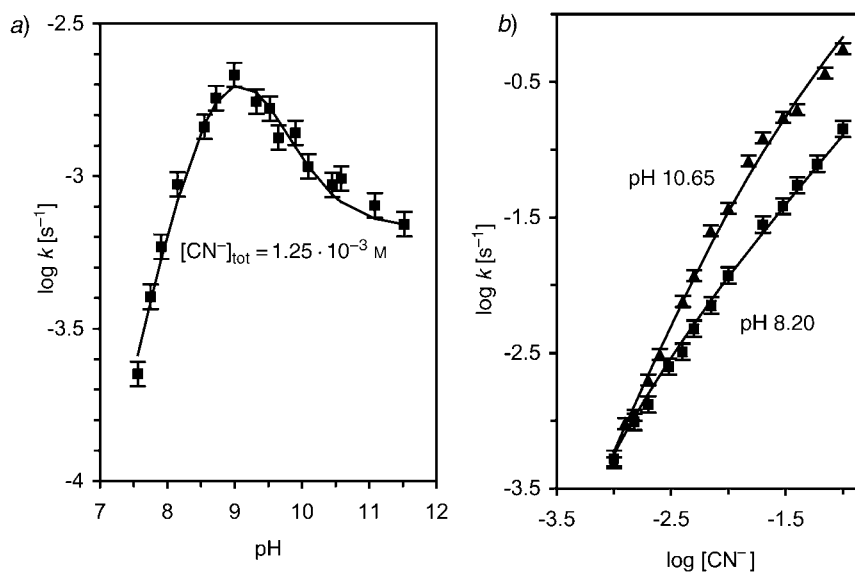 a)
-2.5
-3
-3.5
-4
log k [s⁻¹]
[CN⁻]tot = 1.25 · 10⁻³ M
7 8 9 10 11 12
pH
b)
-0.5
-1.5
-2.5
-3.5
log k [s⁻¹]
pH 10.65
pH 8.20
-3.5 -2.5 -1.5
log [CN⁻]